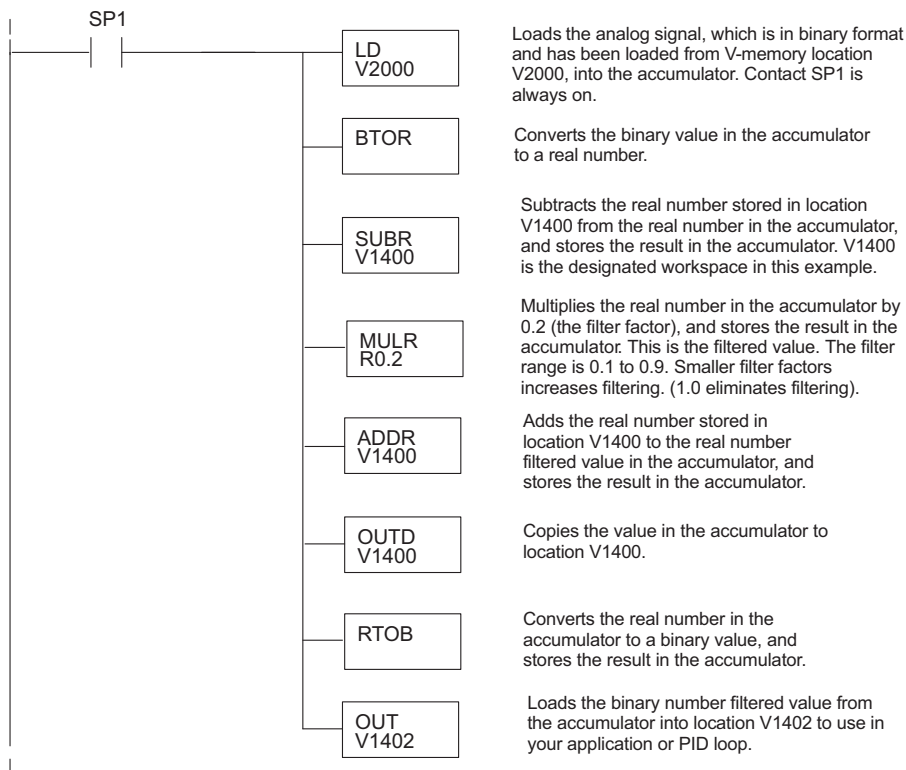 SP1
LD
V2000
Loads the analog signal, which is in binary format
and has been loaded from V-memory location
V2000, into the accumulator. Contact SP1 is
always on.
BTOR
Converts the binary value in the accumulator
to a real number.
SUBR
V1400
Subtracts the real number stored in location
V1400 from the real number in the accumulator,
and stores the result in the accumulator. V1400
is the designated workspace in this example.
MULR
R0.2
Multiplies the real number in the accumulator by
0.2 (the filter factor), and stores the result in the
accumulator. This is the filtered value. The filter
range is 0.1 to 0.9. Smaller filter factors
increases filtering. (1.0 eliminates filtering).
ADDR
V1400
Adds the real number stored in
location V1400 to the real number
filtered value in the accumulator, and
stores the result in the accumulator.
OUTD
V1400
Copies the value in the accumulator to
location V1400.
RTOB
Converts the real number in the
accumulator to a binary value, and
stores the result in the accumulator.
OUT
V1402
Loads the binary number filtered value from
the accumulator into location V1402 to use in
your application or PID loop.